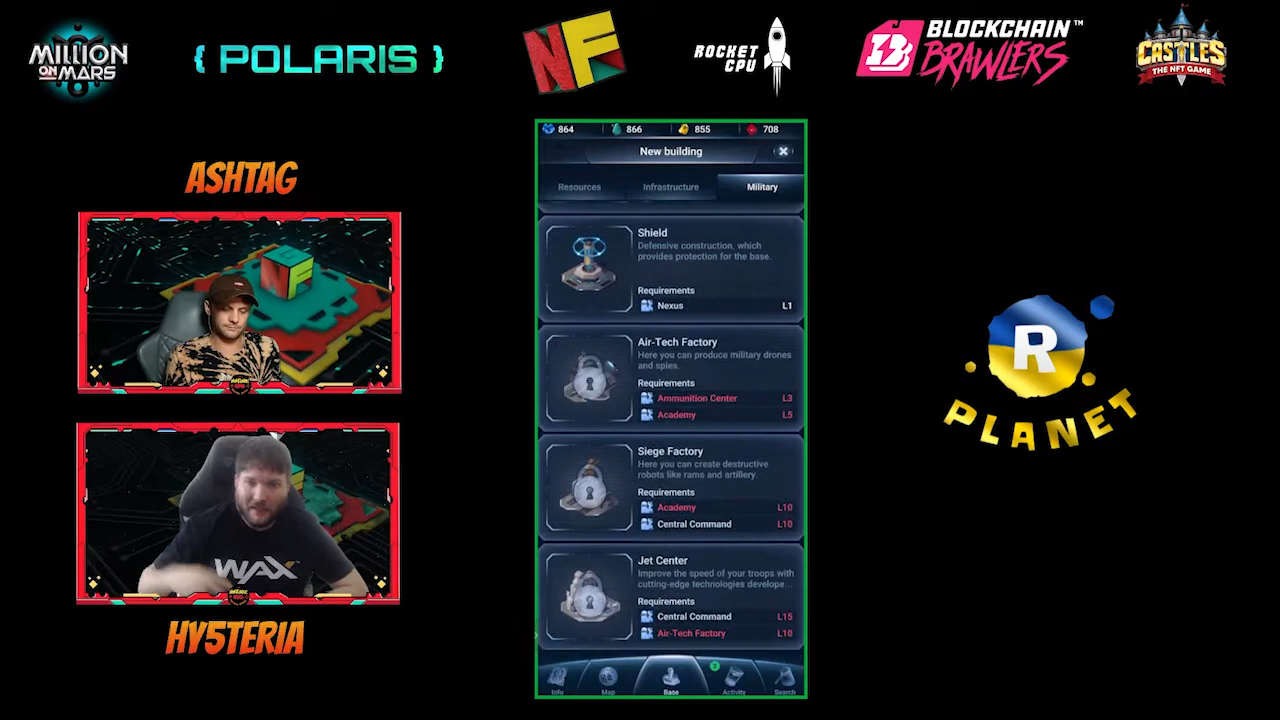 MILLION
ON MARS
{ POLARIS }
NF
ROCKET
CPU
BLOCKCHAIN™
BRAWLERS
CASTLES
THE NFT GAME
ASHTAG
HY5TERIA
WAX
864 866 855 708
New building
Resources Infrastructure Military
Shield
Defensive construction, which
provides protection for the base.
Requirements
Nexus L1
Air-Tech Factory
Here you can produce military drones
and spies.
Requirements
Ammunition Center L3
Academy L5
Siege Factory
Here you can create destructive
robots like rams and artillery.
Requirements
Academy L10
Central Command L10
Jet Center
Improve the speed of your troops with
cutting-edge technologies develope...
Requirements
Central Command L15
Air-Tech Factory L10
Info Map Base Activity Search
R
PLANET